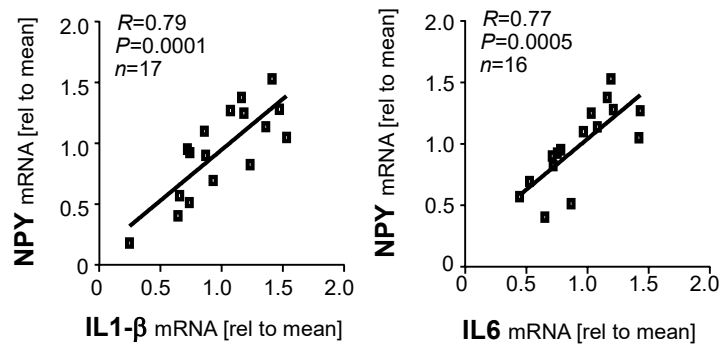 R=0.79
P=0.0001
n=17
2.0
1.5
1.0
0.5
0
NPY mRNA [rel to mean]
0 0.5 1.0 1.5 2.0
IL1-β mRNA [rel to mean]
R=0.77
P=0.0005
n=16
2.0
1.5
1.0
0.5
0
NPY mRNA [rel to mean]
0 0.5 1.0 1.5 2.0
IL6 mRNA [rel to mean]